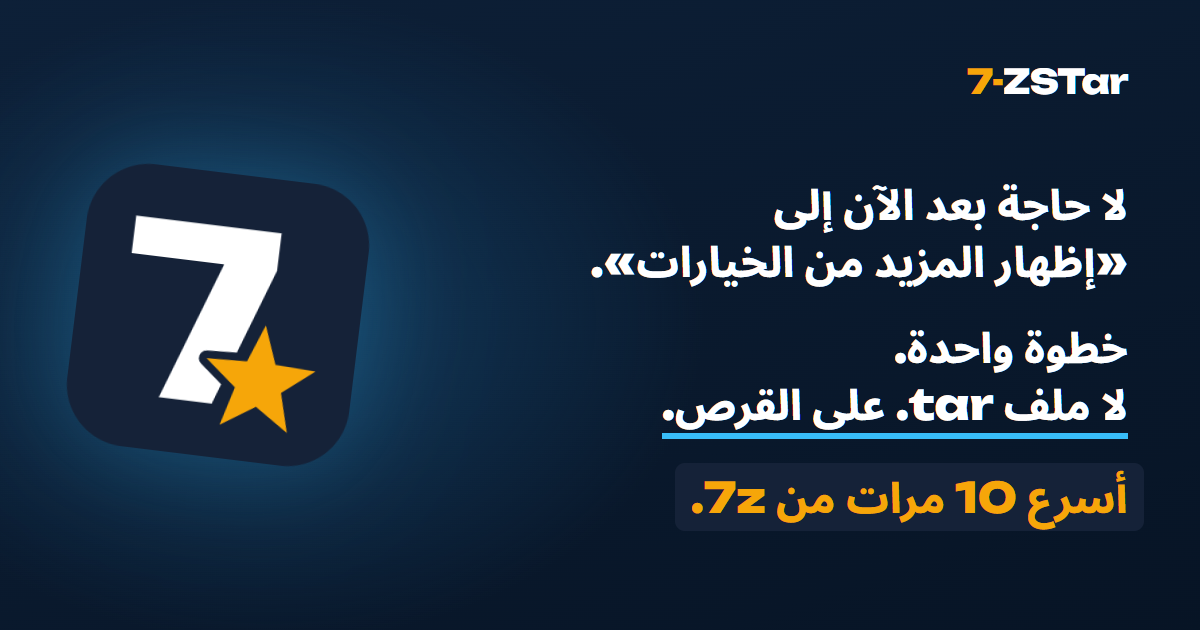 7-ZSTar
لا حاجة بعد الآن إلى
«إظهار المزيد من الخيارات».
خطوة واحدة.
لا ملف tar. على القرص.
أسرع 10 مرات من 7z.
7